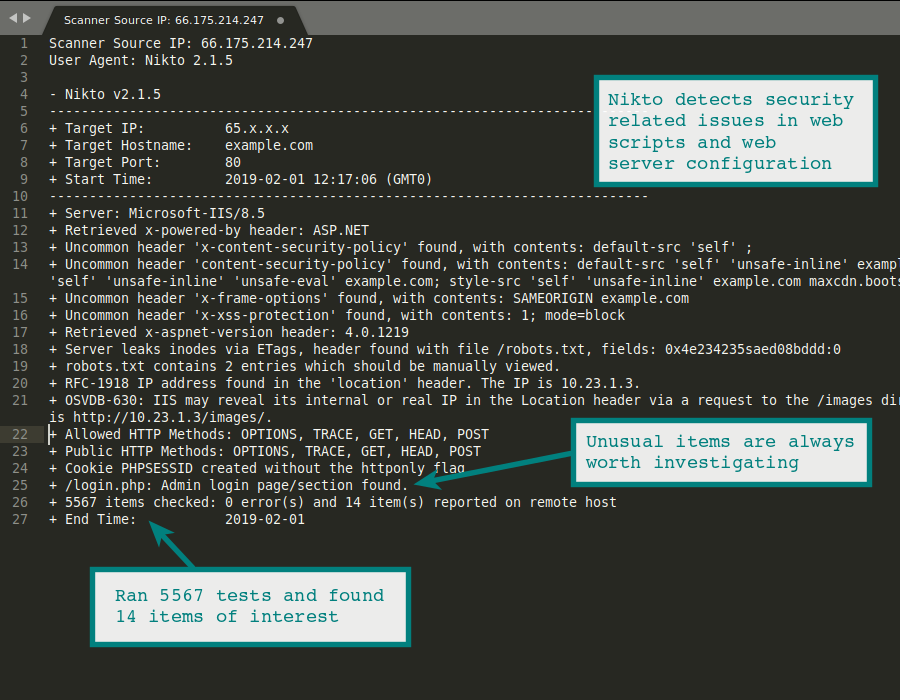 Scanner Source IP: 66.175.214.247
1 Scanner Source IP: 66.175.214.247
2 User Agent: Nikto 2.1.5
3
4 - Nikto v2.1.5
5 --------------------------------------------------------------------
6 + Target IP: 65.x.x.x
7 + Target Hostname: example.com
8 + Target Port: 80
9 + Start Time: 2019-02-01 12:17:06 (GMT0)
Nikto detects security
related issues in web
scripts and web
server configuration
10 ---------------------------------------------------------------------------
11 + Server: Microsoft-IIS/8.5
12 + Retrieved x-powered-by header: ASP.NET
13 + Uncommon header 'x-content-security-policy' found, with contents: default-src 'self' ;
14 + Uncommon header 'content-security-policy' found, with contents: default-src 'self' 'unsafe-inline' exampl
'self' 'unsafe-inline' 'unsafe-eval' example.com; style-src 'self' 'unsafe-inline' example.com maxcdn.boots
15 + Uncommon header 'x-frame-options' found, with contents: SAMEORIGIN example.com
16 + Uncommon header 'x-xss-protection' found, with contents: 1; mode=block
17 + Retrieved x-aspnet-version header: 4.0.1219
18 + Server leaks inodes via ETags, header found with file /robots.txt, fields: 0x4e234235saed08bddd:0
19 + robots.txt contains 2 entries which should be manually viewed.
20 + RFC-1918 IP address found in the 'location' header. The IP is 10.23.1.3.
21 + OSVDB-630: IIS may reveal its internal or real IP in the Location header via a request to the /images dir
is http://10.23.1.3/images/.
22 + Allowed HTTP Methods: OPTIONS, TRACE, GET, HEAD, POST
23 + Public HTTP Methods: OPTIONS, TRACE, GET, HEAD, POST
24 + Cookie PHPSESSID created without the httponly flag
25 + /login.php: Admin login page/section found.
Unusual items are always
worth investigating
26 + 5567 items checked: 0 error(s) and 14 item(s) reported on remote host
27 + End Time: 2019-02-01
Ran 5567 tests and found
14 items of interest